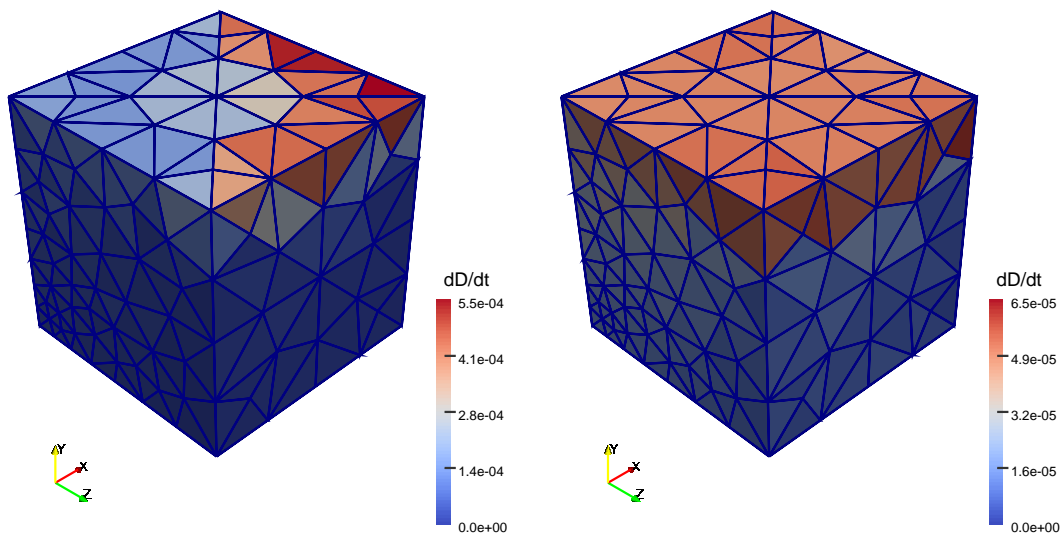 dD/dt
5.5e-04
4.1e-04
2.8e-04
1.4e-04
0.0e+00
Y
X
Z
dD/dt
6.5e-05
4.9e-05
3.2e-05
1.6e-05
0.0e+00
Y
X
Z